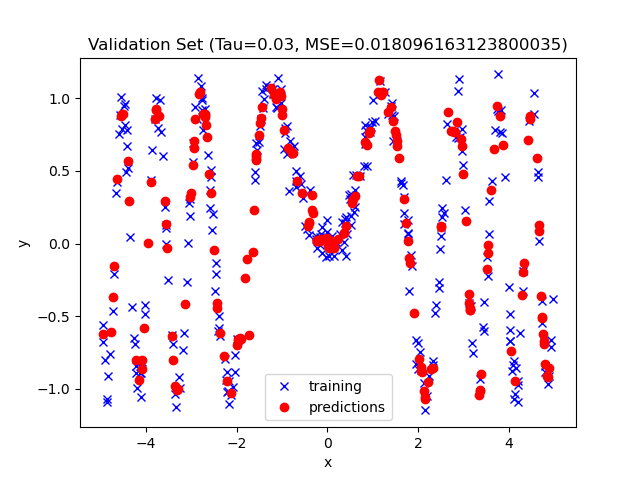 Validation Set (Tau=0.03, MSE=0.018096163123800035)
1.0
0.5
0.0
−0.5
−1.0
y
−4
−2
0
2
4
x
training
predictions